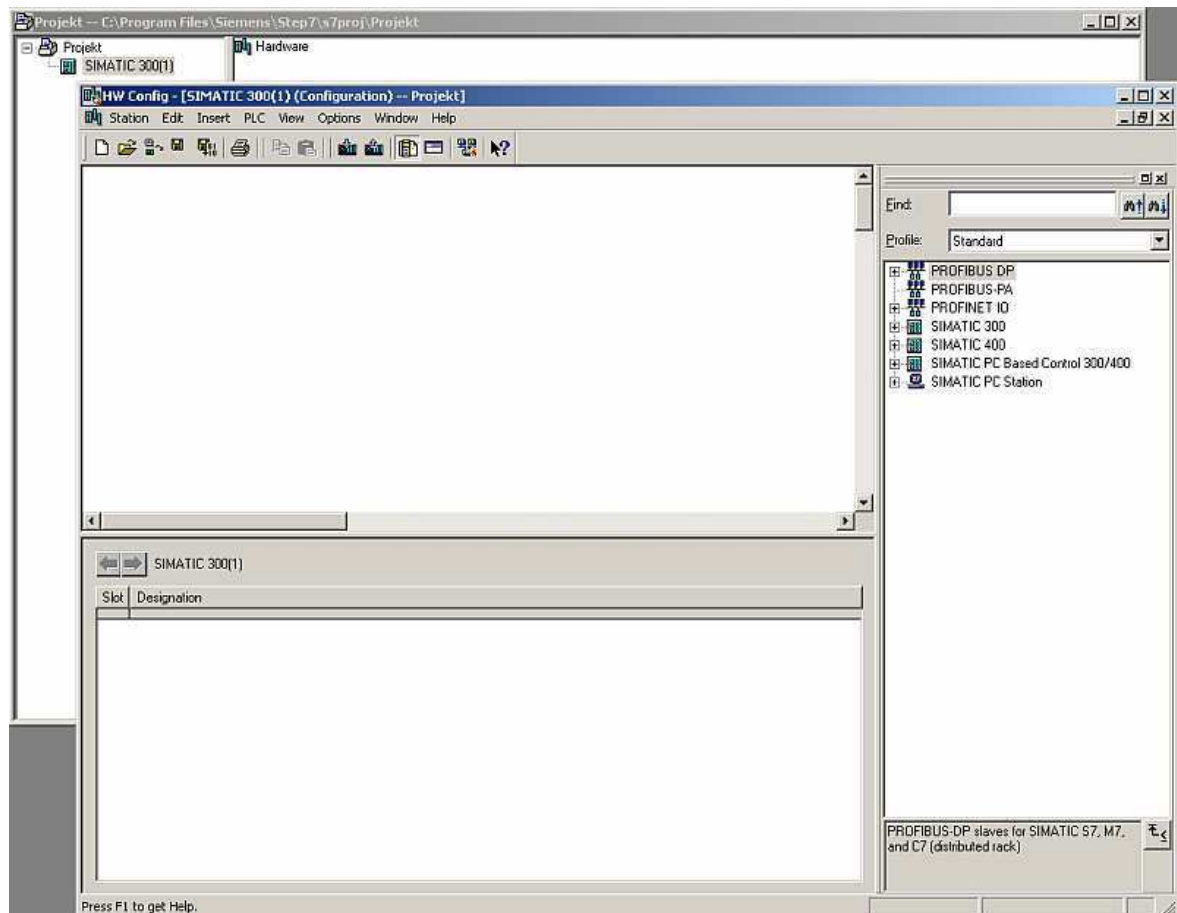 Projekt -- C:\Program Files\Siemens\Step7\s7proj\Projekt
Projekt
Hardware
SIMATIC 300(1)
HW Config - [SIMATIC 300(1) (Configuration) -- Projekt]
Station Edit Insert PLC View Options Window Help
Find:
Profile: Standard
PROFIBUS DP
PROFIBUS-PA
PROFINET IO
SIMATIC 300
SIMATIC 400
SIMATIC PC Based Control 300/400
SIMATIC PC Station
SIMATIC 300(1)
Slot Designation
PROFIBUS-DP slaves for SIMATIC S7, M7,
and C7 (distributed rack)
Press F1 to get Help.